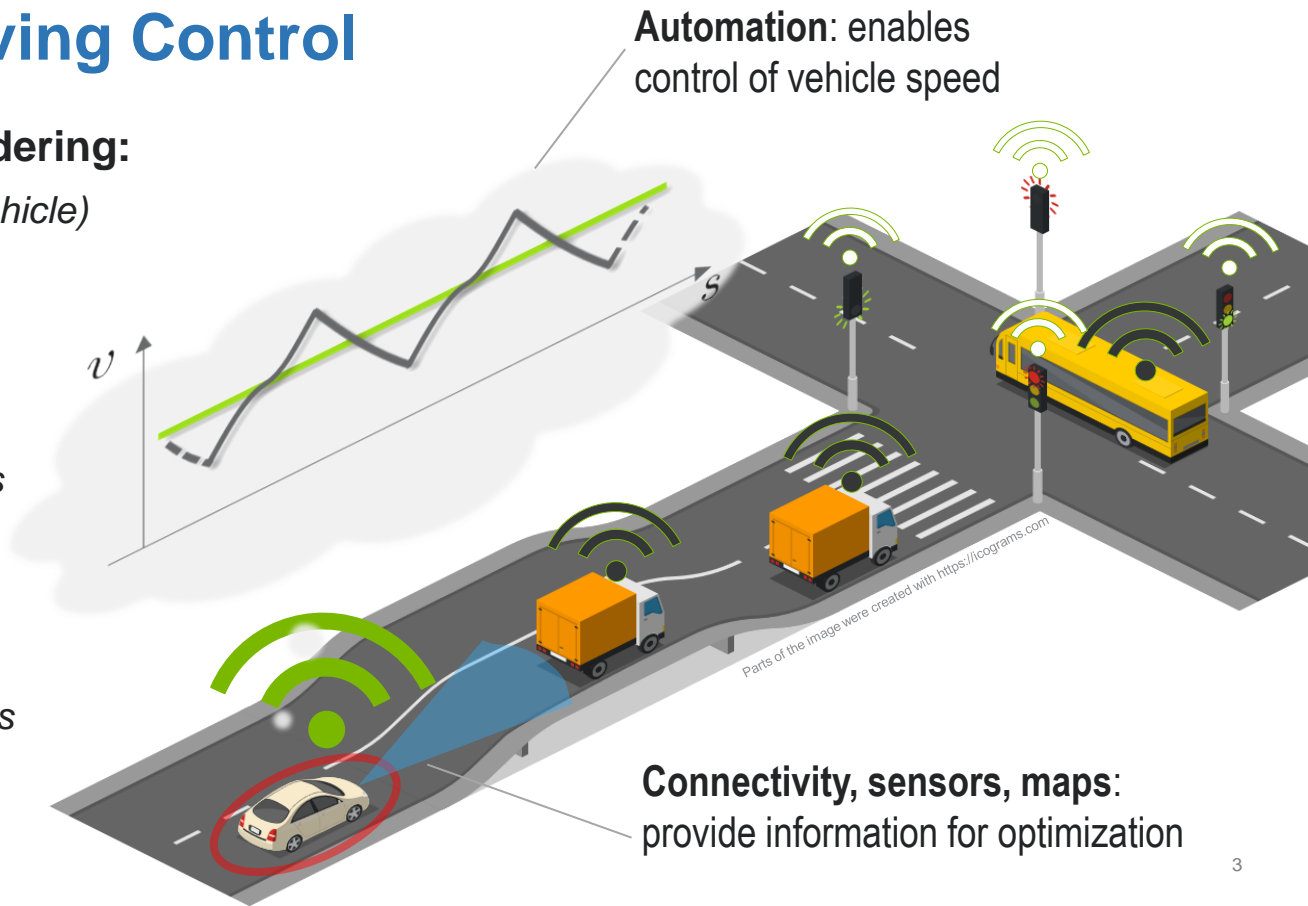 ving Control
Automation: enables
control of vehicle speed
dering:
hicle)
v
s
s
s
Parts of the image were created with https://icograms.com
Connectivity, sensors, maps:
provide information for optimization
3